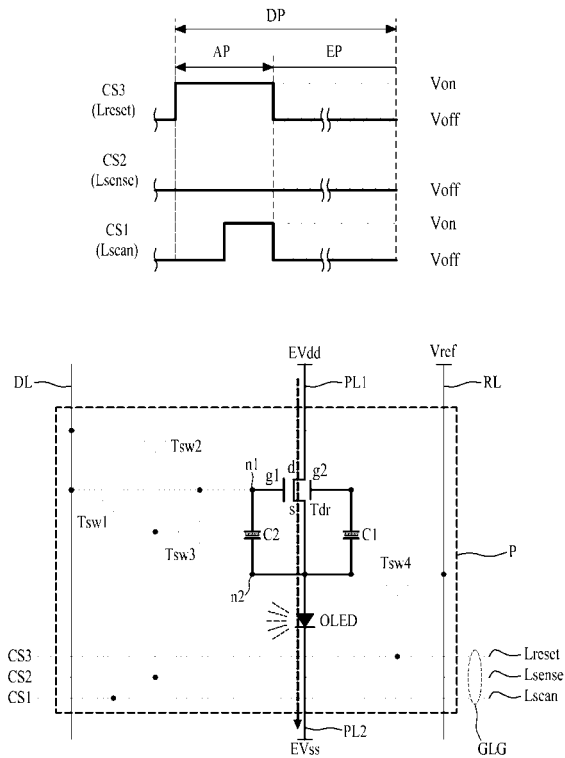 DP
AP EP
CS3
(Lreset)
Von
Voff
CS2
(Lsense)
Voff
CS1
(Lscan)
Von
Voff
EVdd Vref
DL PL1 RL
Tsw2
n1 g1 d g2
Tsw1
s Tdr
Tsw3 C2 C1
Tsw4 P
n2
OLED
CS3 Lreset
CS2 Lsense
CS1 Lscan
PL2
EVss GLG